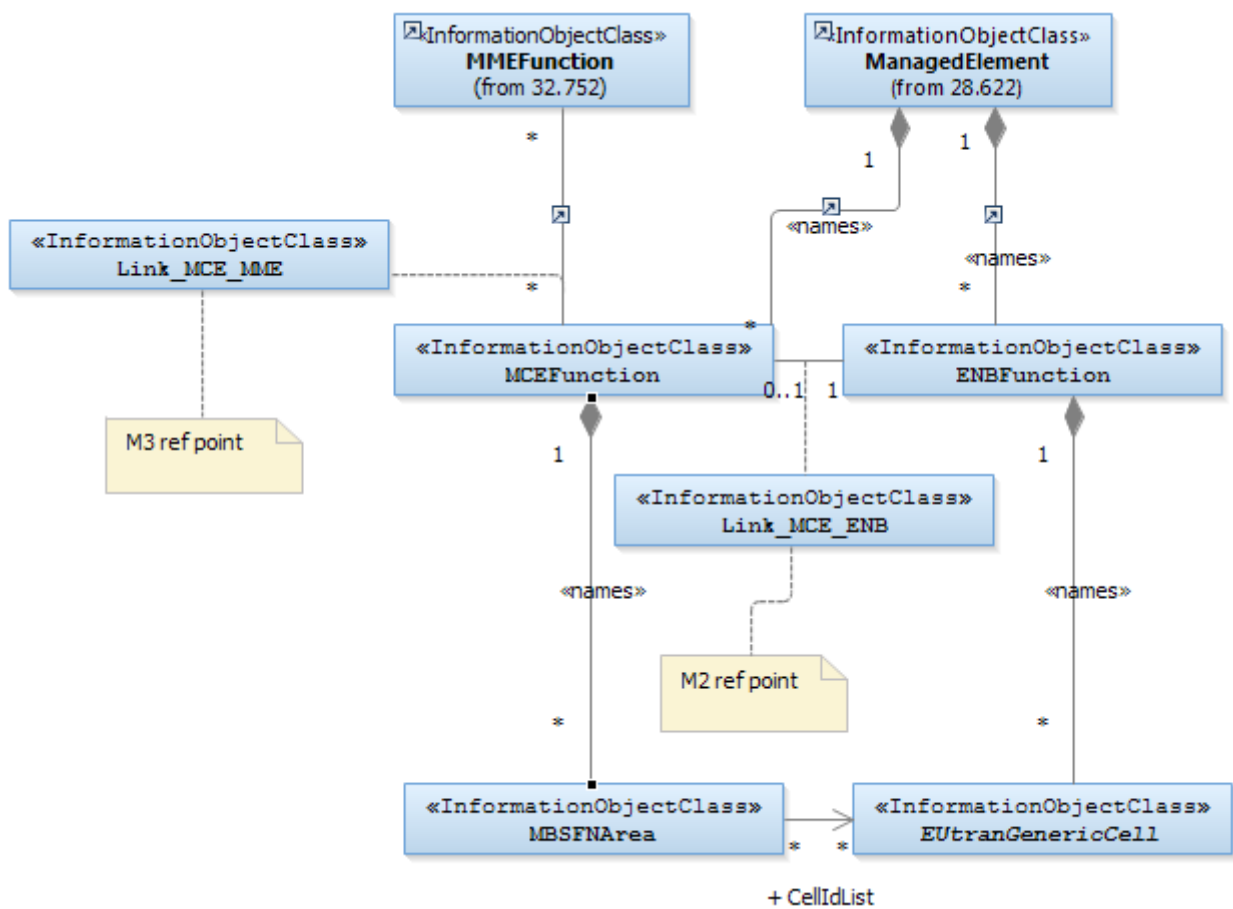 «InformationObjectClass»
MMEFunction
(from 32.752)
«InformationObjectClass»
ManagedElement
(from 28.622)
*
1
1
«names»
«InformationObjectClass»
Link_MCE_MME
«names»
*
*
*
«InformationObjectClass»
MCEFunction
0..1
1
«InformationObjectClass»
ENBFunction
M3 ref point
1
1
«InformationObjectClass»
Link_MCE_ENB
«names»
«names»
M2 ref point
*
*
«InformationObjectClass»
MBSFNArea
*
*
«InformationObjectClass»
EUtranGenericCell
+ CellIdList